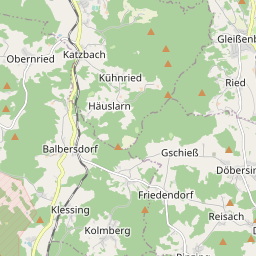 Gleißenb
Katzbach
Obernried
Kühnried
Ried
Häuslarn
Balbersdorf
Gschieß
Döbersin
Friedendorf
Klessing
Reisach
Kolmberg